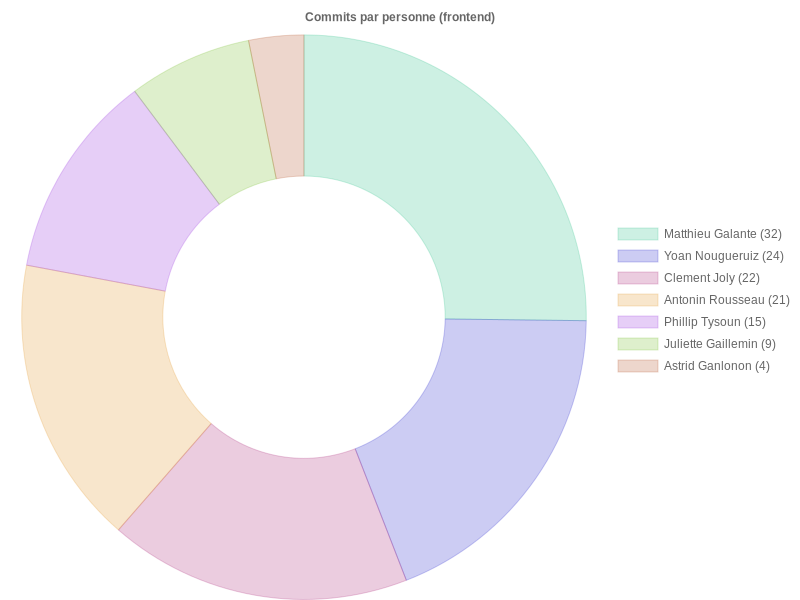 Commits par personne (frontend)
Matthieu Galante (32)
Yoan Nougueruiz (24)
Clement Joly (22)
Antonin Rousseau (21)
Phillip Tysoun (15)
Juliette Gaillemin (9)
Astrid Ganlonon (4)